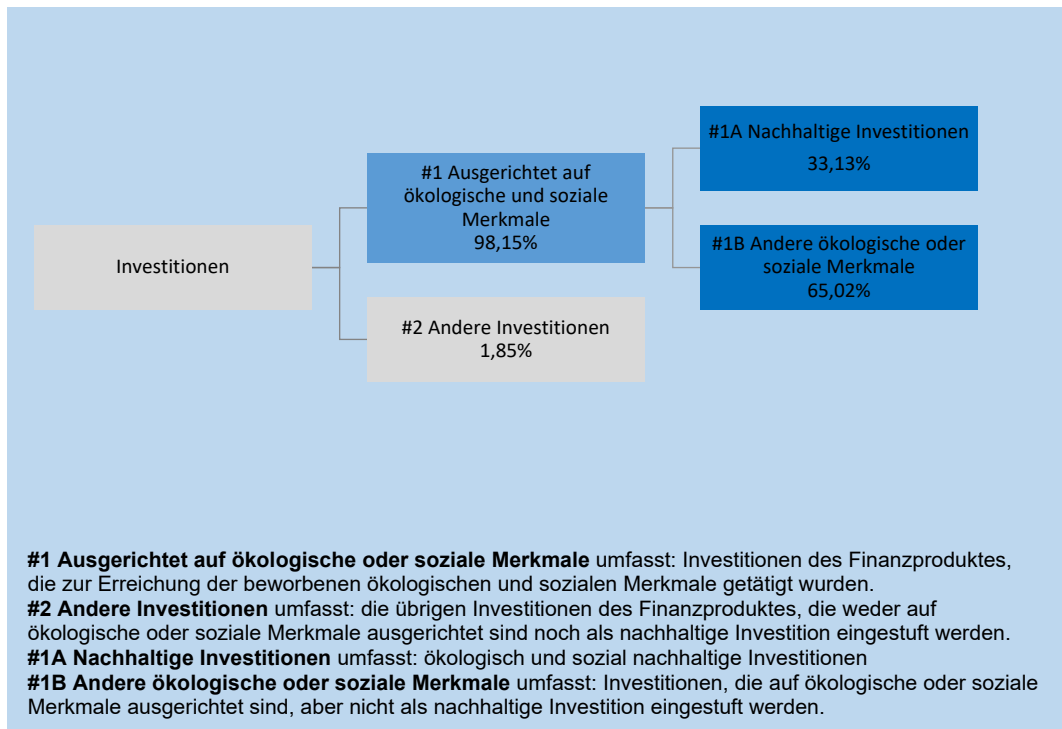 #1A Nachhaltige Investitionen
33,13%
#1 Ausgerichtet auf
ökologische und soziale
Merkmale
98,15%
Investitionen
#1B Andere ökologische oder
soziale Merkmale
65,02%
#2 Andere Investitionen
1,85%
#1 Ausgerichtet auf ökologische oder soziale Merkmale umfasst: Investitionen des Finanzproduktes,
die zur Erreichung der beworbenen ökologischen und sozialen Merkmale getätigt wurden.
#2 Andere Investitionen umfasst: die übrigen Investitionen des Finanzproduktes, die weder auf
ökologische oder soziale Merkmale ausgerichtet sind noch als nachhaltige Investition eingestuft werden.
#1A Nachhaltige Investitionen umfasst: ökologisch und sozial nachhaltige Investitionen
#1B Andere ökologische oder soziale Merkmale umfasst: Investitionen, die auf ökologische oder soziale
Merkmale ausgerichtet sind, aber nicht als nachhaltige Investition eingestuft werden.